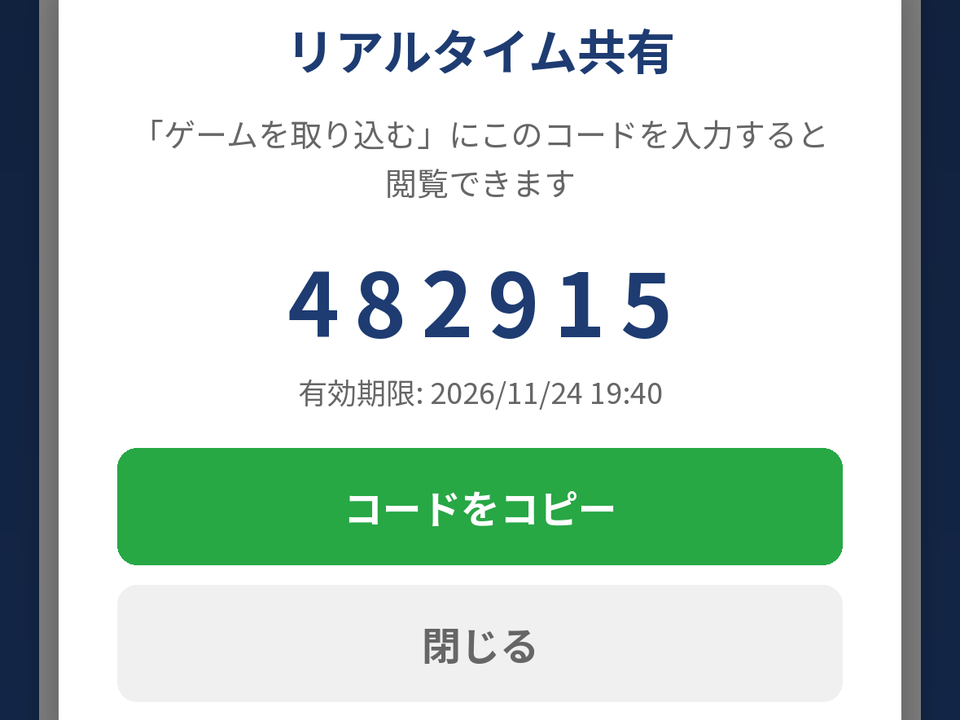 リアルタイム共有
「ゲームを取り込む」にこのコードを入力すると
閲覧できます
482915
有効期限: 2026/11/24 19:40
コードをコピー
閉じる